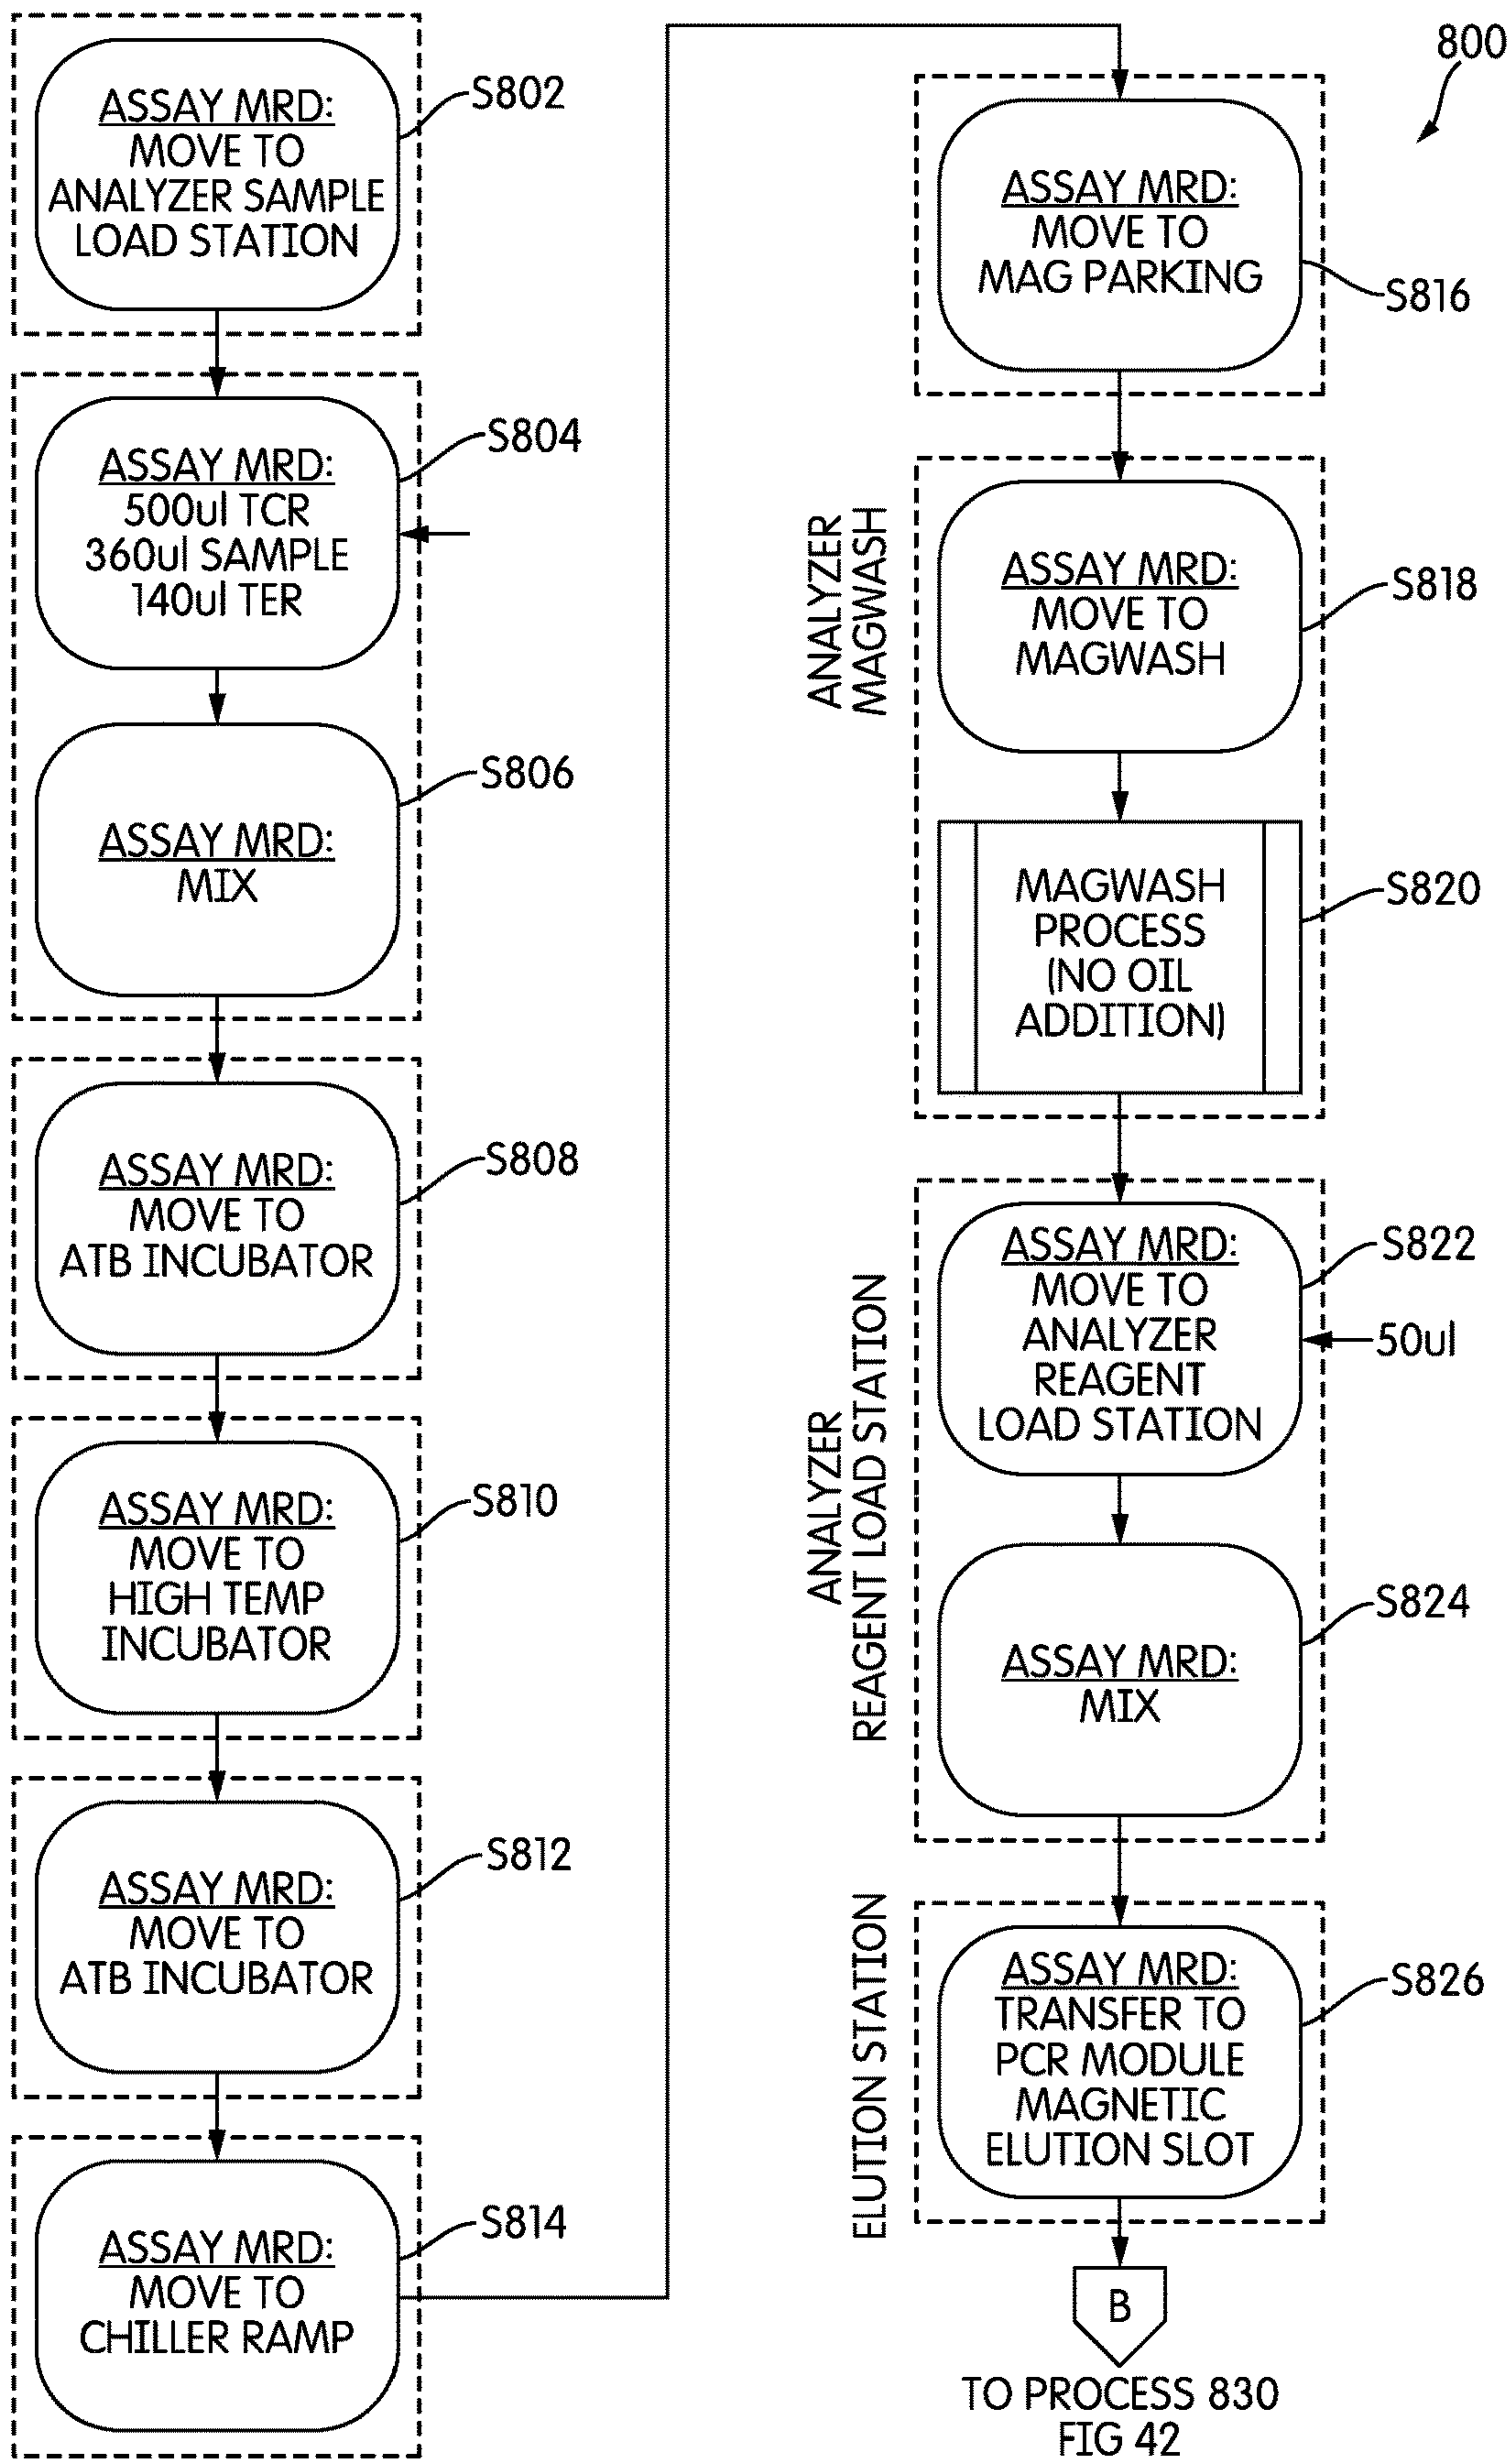 800
ASSAY MRD:
MOVE TO
ANALYZER SAMPLE
LOAD STATION
S802
ASSAY MRD:
500ul TCR
360ul SAMPLE
140ul TER
S804
ASSAY MRD:
MIX
S806
ASSAY MRD:
MOVE TO
ATB INCUBATOR
S808
ASSAY MRD:
MOVE TO
HIGH TEMP
INCUBATOR
S810
ASSAY MRD:
MOVE TO
ATB INCUBATOR
S812
ASSAY MRD:
MOVE TO
CHILLER RAMP
S814
ASSAY MRD:
MOVE TO
MAG PARKING
S816
ANALYZER
MAGWASH
ASSAY MRD:
MOVE TO
MAGWASH
S818
MAGWASH
PROCESS
(NO OIL
ADDITION)
S820
ANALYZER
REAGENT LOAD STATION
ASSAY MRD:
MOVE TO
ANALYZER
REAGENT
LOAD STATION
S822
50ul
ASSAY MRD:
MIX
S824
ELUTION STATION
ASSAY MRD:
TRANSFER TO
PCR MODULE
MAGNETIC
ELUTION SLOT
S826
B
TO PROCESS 830
FIG 42